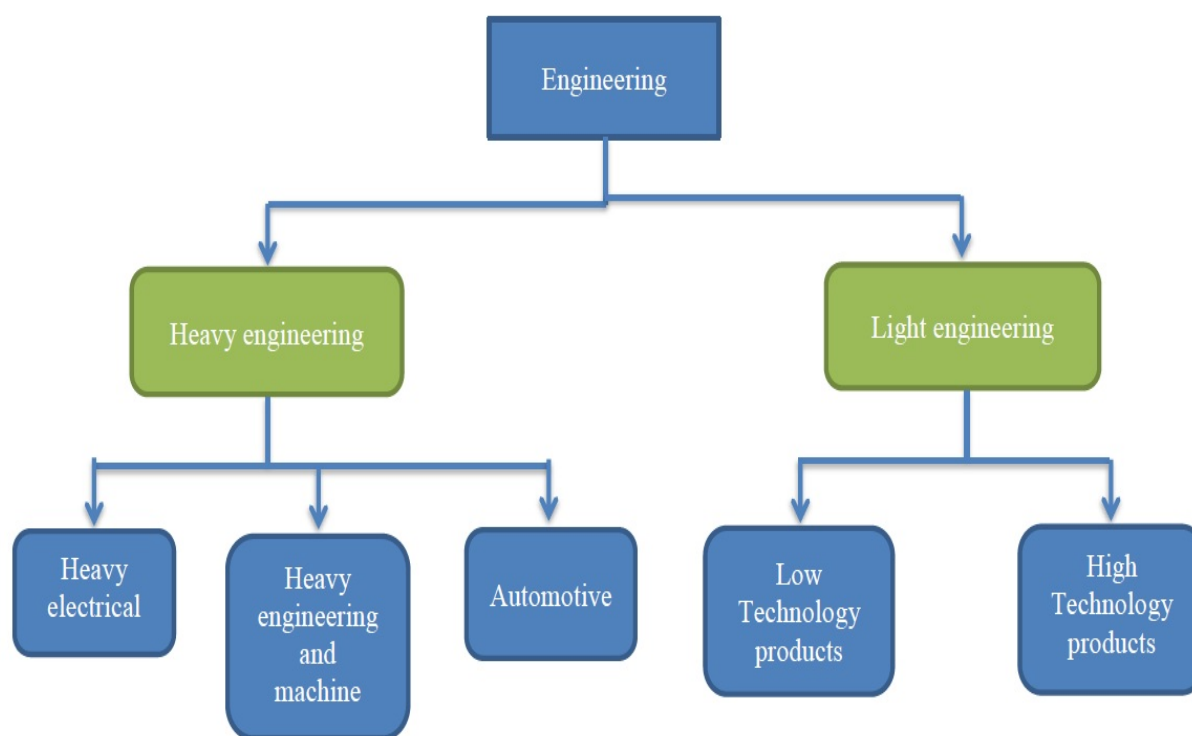 Engineering
Heavy engineering
Light engineering
Heavy
electrical
Heavy
engineering
and
machine
Automotive
Low
Technology
products
High
Technology
products